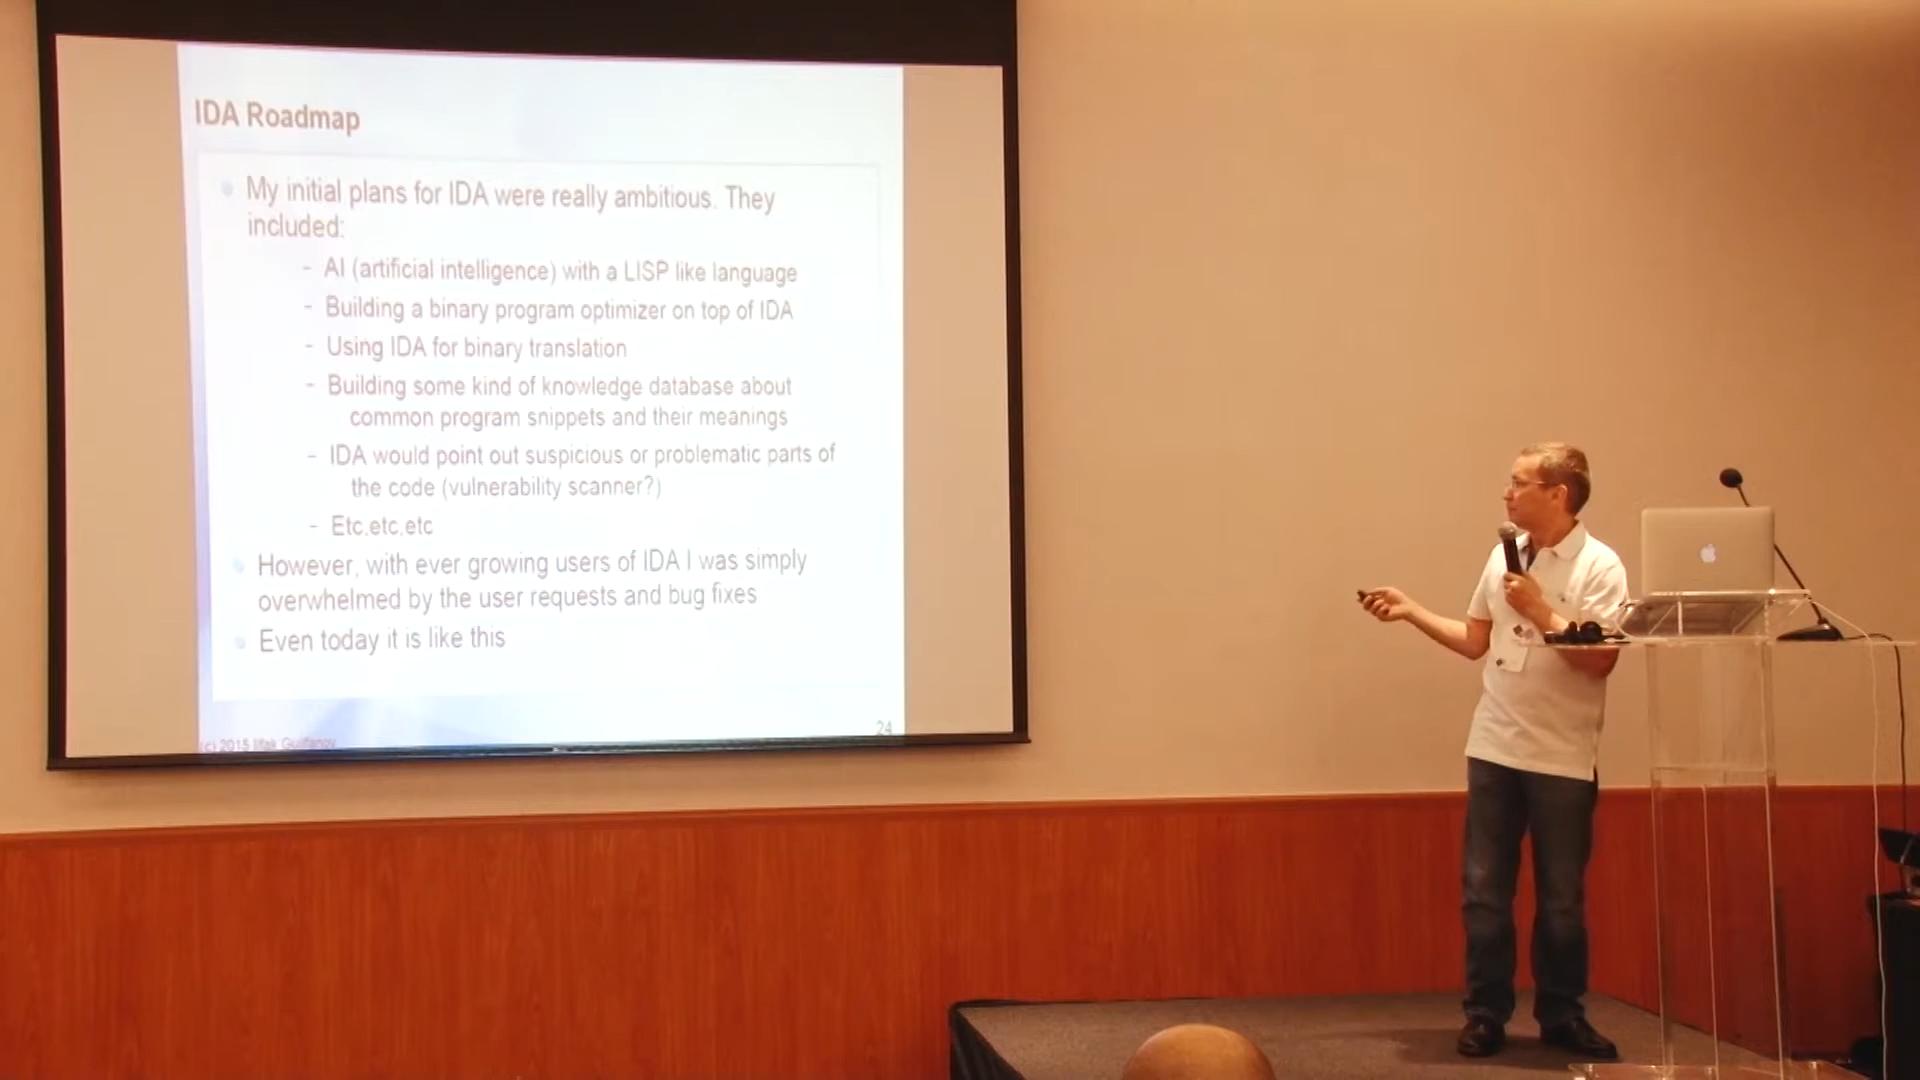 IDA Roadmap
My initial plans for IDA were really ambitious. They
included:
- AI (artificial intelligence) with a LISP like language
- Building a binary program optimizer on top of IDA
- Using IDA for binary translation
- Building some kind of knowledge database about
common program snippets and their meanings
- IDA would point out suspicious or problematic parts of
the code (vulnerability scanner?)
- Etc,etc,etc
However, with ever growing users of IDA I was simply
overwhelmed by the user requests and bug fixes
Even today it is like this
(c) 2015 Ilfak Guilfanov
24